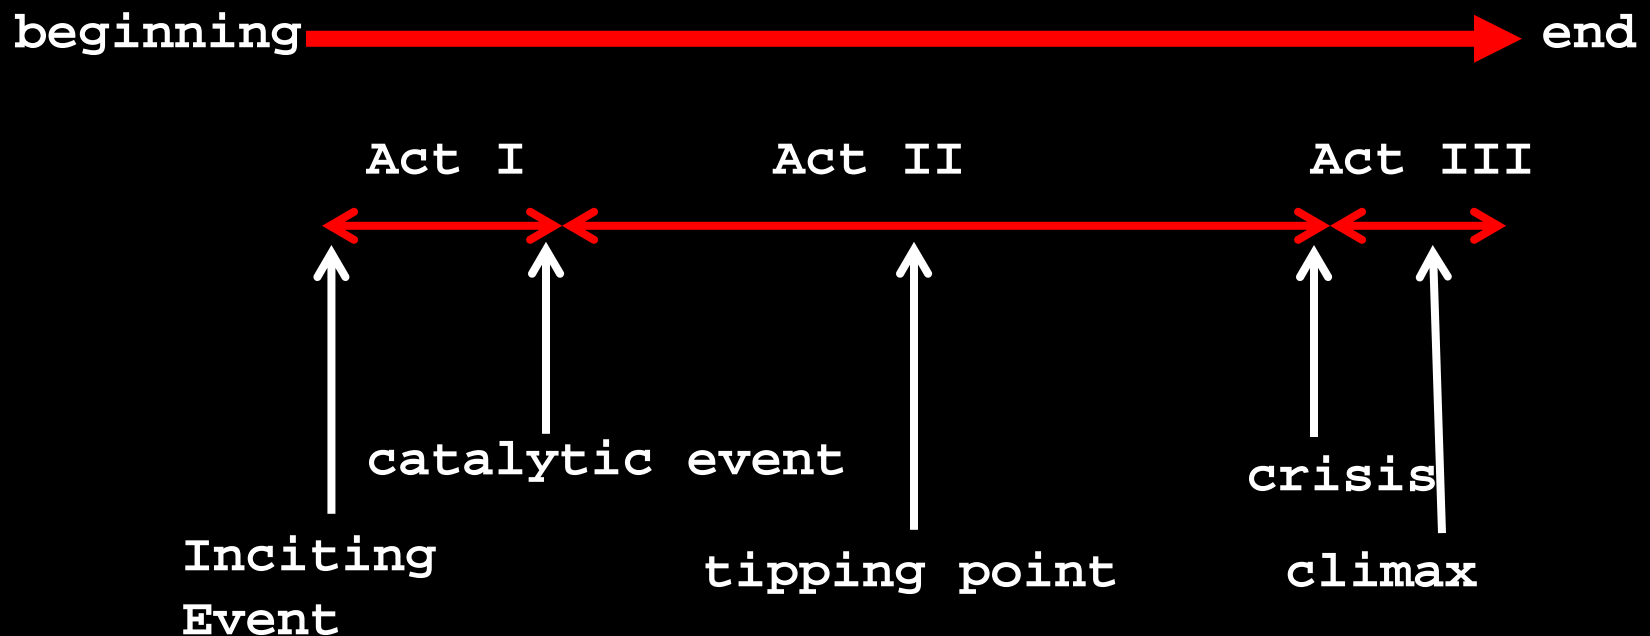 beginning end
Act I Act II Act III
catalytic event
crisis
Inciting
Event
tipping point
climax